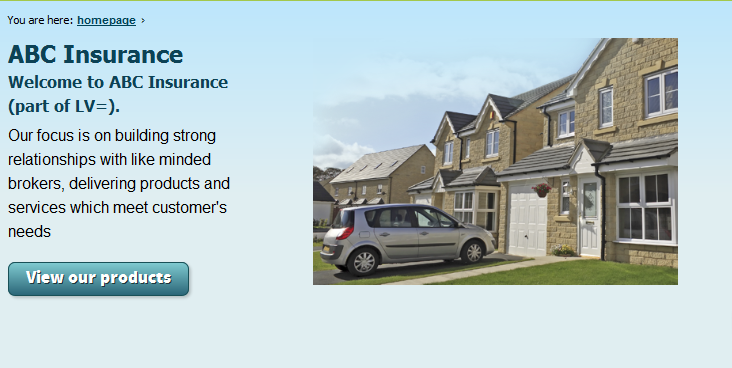 You are here: homepage ›
ABC Insurance
Welcome to ABC Insurance
(part of LV=).
Our focus is on building strong
relationships with like minded
brokers, delivering products and
services which meet customer's
needs
View our products